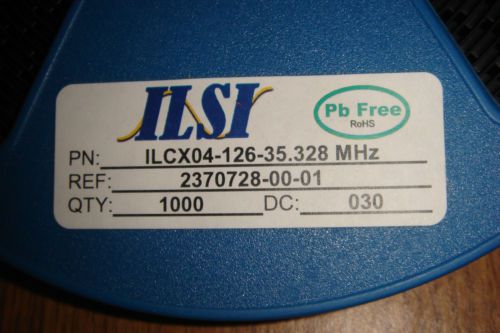 ILSI
Pb Free
RoHS
PN: ILCX04-126-35.328 MHz
REF: 2370728-00-01
QTY: 1000 DC: 030